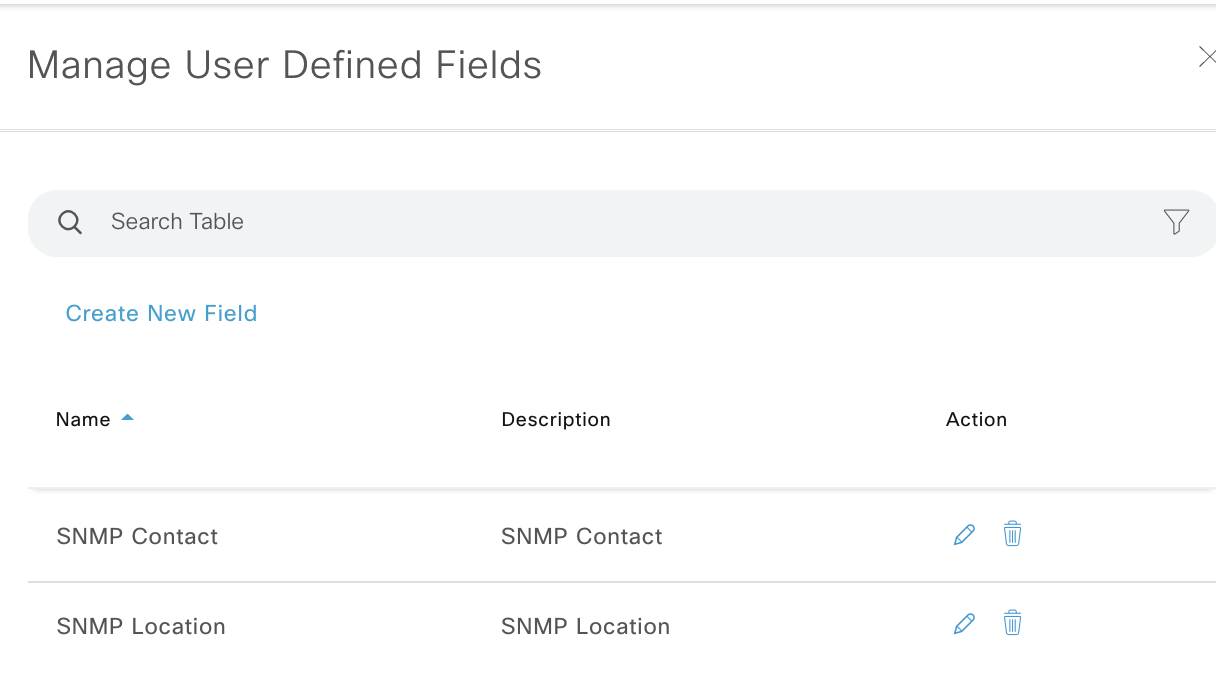 Manage User Defined Fields
Search Table
Create New Field
Name Description Action
SNMP Contact SNMP Contact
SNMP Location SNMP Location